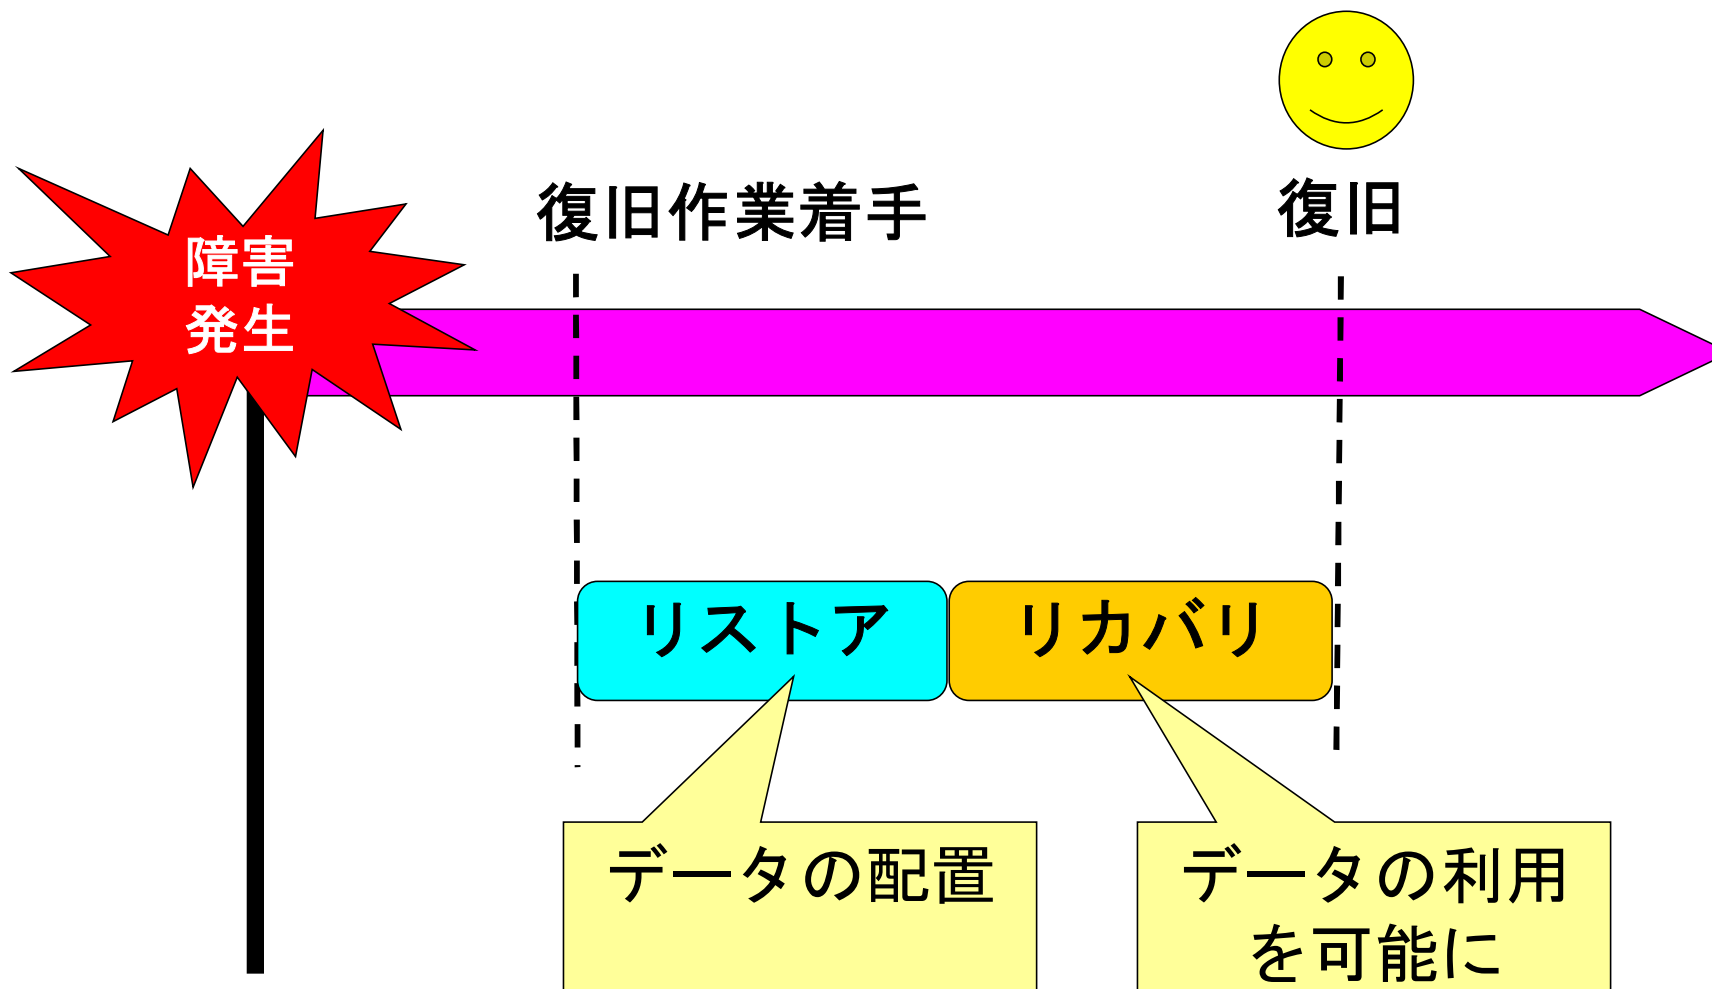 障害
発生
復旧作業着手
復旧
リストア
リカバリ
データの配置
データの利用
を可能に